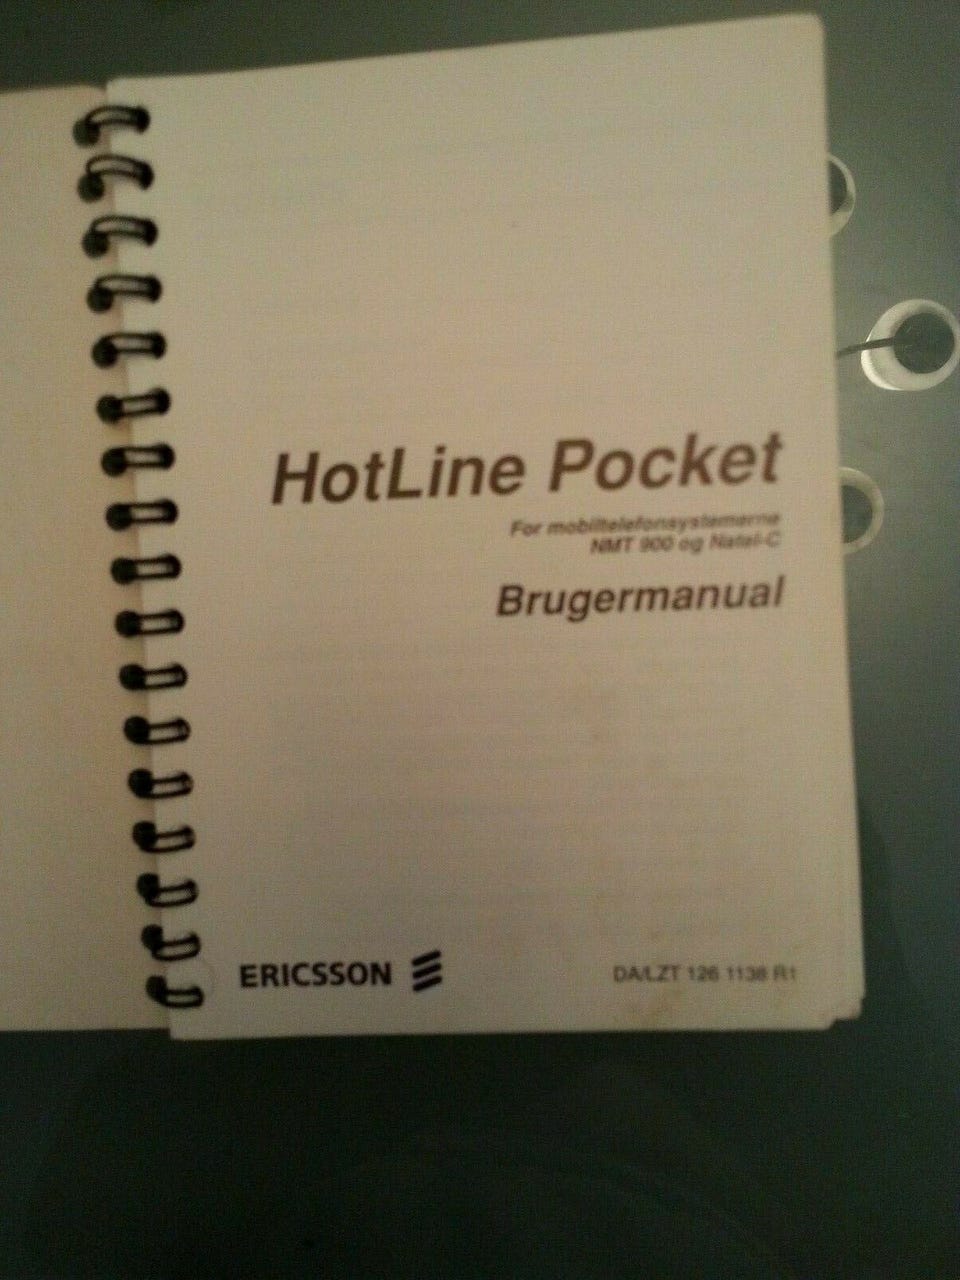 HotLine Pocket
For mobiltelefonsystemerne
NMT 900 og Natel-C
Brugermanual
ERICSSON
DA/LZT 126 1138 R1